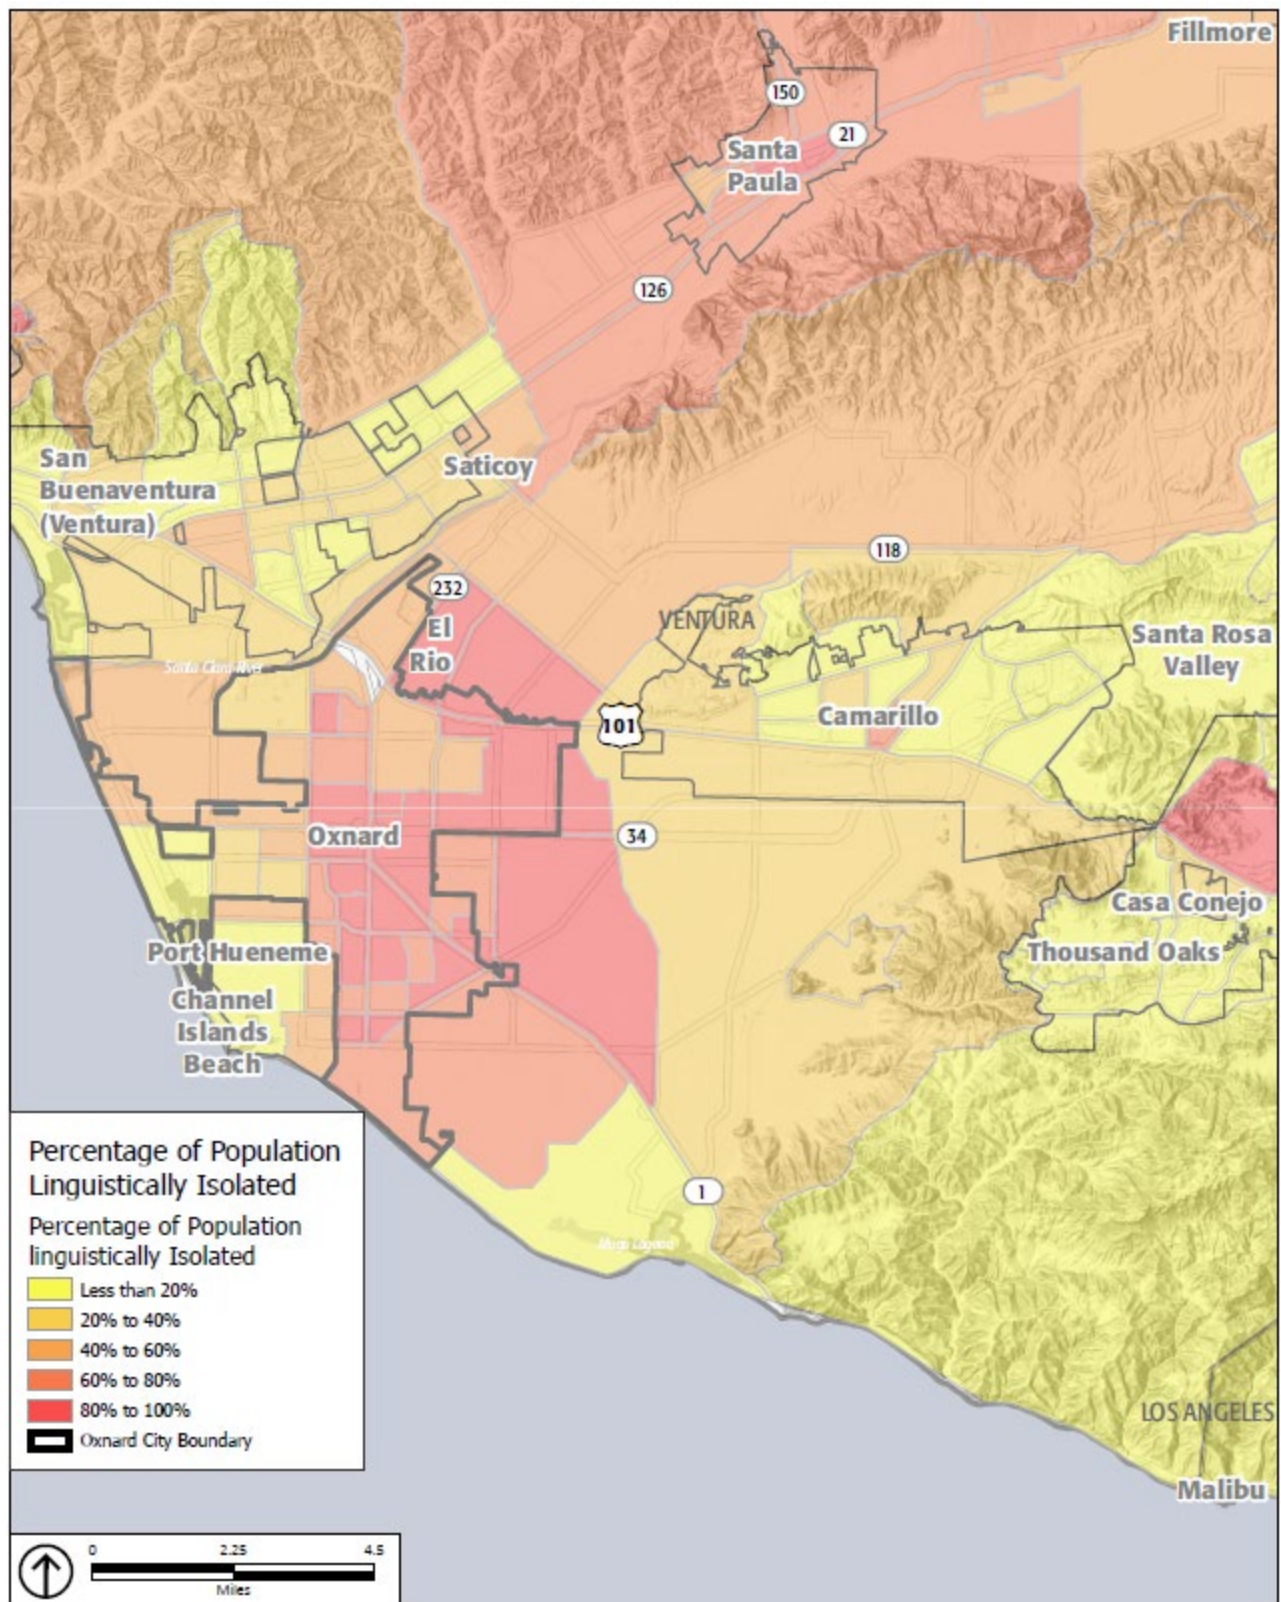 Fillmore
150
21
Santa
Paula
126
San
Buenaventura
(Ventura)
Saticoy
118
232
El
Rio
VENTURA
Santa Rosa
Valley
Santa Clara River
101
Camarillo
Oxnard
34
Casa Conejo
Port Hueneme
Thousand Oaks
Channel
Islands
Beach
1
Mugu Lagoon
LOS ANGELES
Malibu
Percentage of Population
Linguistically Isolated
Percentage of Population
linguistically Isolated
Less than 20%
20% to 40%
40% to 60%
60% to 80%
80% to 100%
Oxnard City Boundary
0 2.25 4.5
Miles